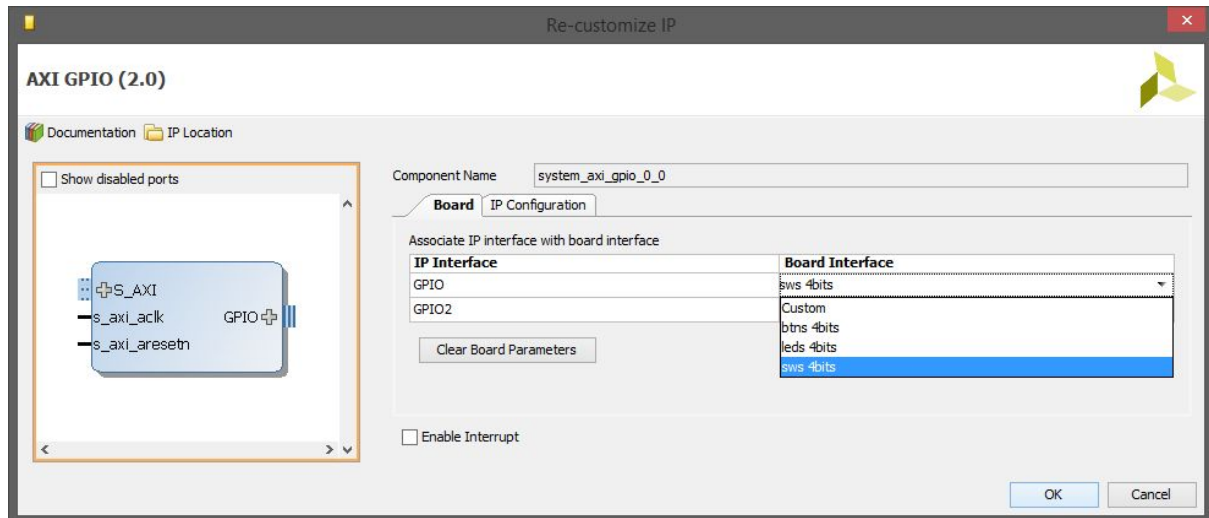 Re-customize IP
AXI GPIO (2.0)
Documentation IP Location
Show disabled ports
S_AXI
s_axi_aclk
GPIO
s_axi_aresetn
Component Name system_axi_gpio_0_0
Board IP Configuration
Associate IP interface with board interface
IP Interface Board Interface
GPIO sws 4bits
GPIO2
Custom
btns 4bits
leds 4bits
sws 4bits
Clear Board Parameters
Enable Interrupt
OK Cancel